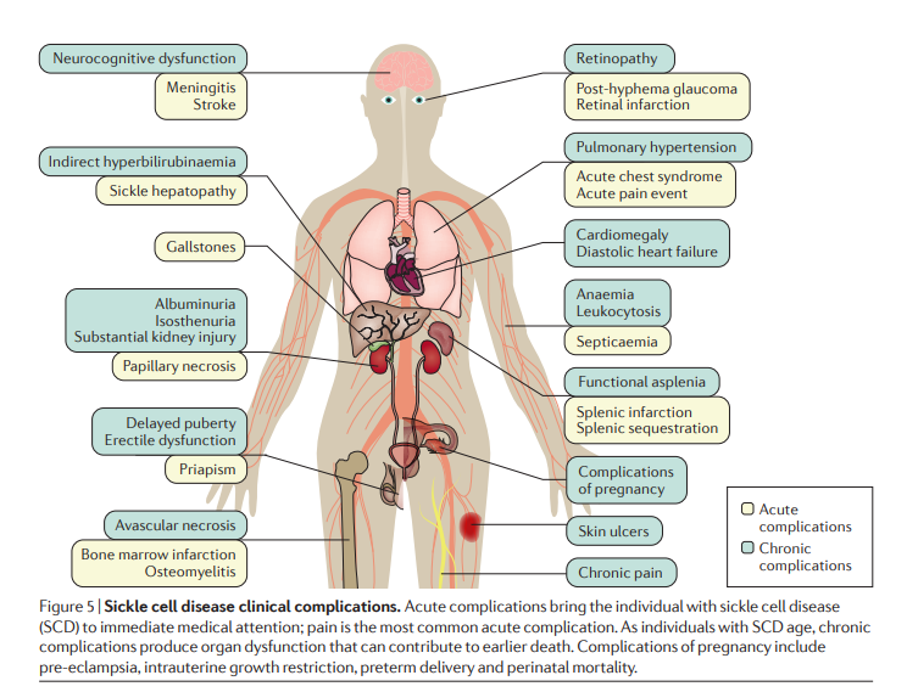 Neurocognitive dysfunction
Meningitis
Stroke
Indirect hyperbilirubinaemia
Sickle hepatopathy
Gallstones
Albuminuria
Isosthenuria
Substantial kidney injury
Papillary necrosis
Delayed puberty
Erectile dysfunction
Priapism
Avascular necrosis
Bone marrow infarction
Osteomyelitis
Retinopathy
Post-hyphema glaucoma
Retinal infarction
Pulmonary hypertension
Acute chest syndrome
Acute pain event
Cardiomegaly
Diastolic heart failure
Anaemia
Leukocytosis
Septicaemia
Functional asplenia
Splenic infarction
Splenic sequestration
Complications
of pregnancy
Skin ulcers
Chronic pain
Acute
complications
Chronic
complications
Figure 5 | Sickle cell disease clinical complications. Acute complications bring the individual with sickle cell disease
(SCD) to immediate medical attention; pain is the most common acute complication. As individuals with SCD age, chronic
complications produce organ dysfunction that can contribute to earlier death. Complications of pregnancy include
pre-eclampsia, intrauterine growth restriction, preterm delivery and perinatal mortality.